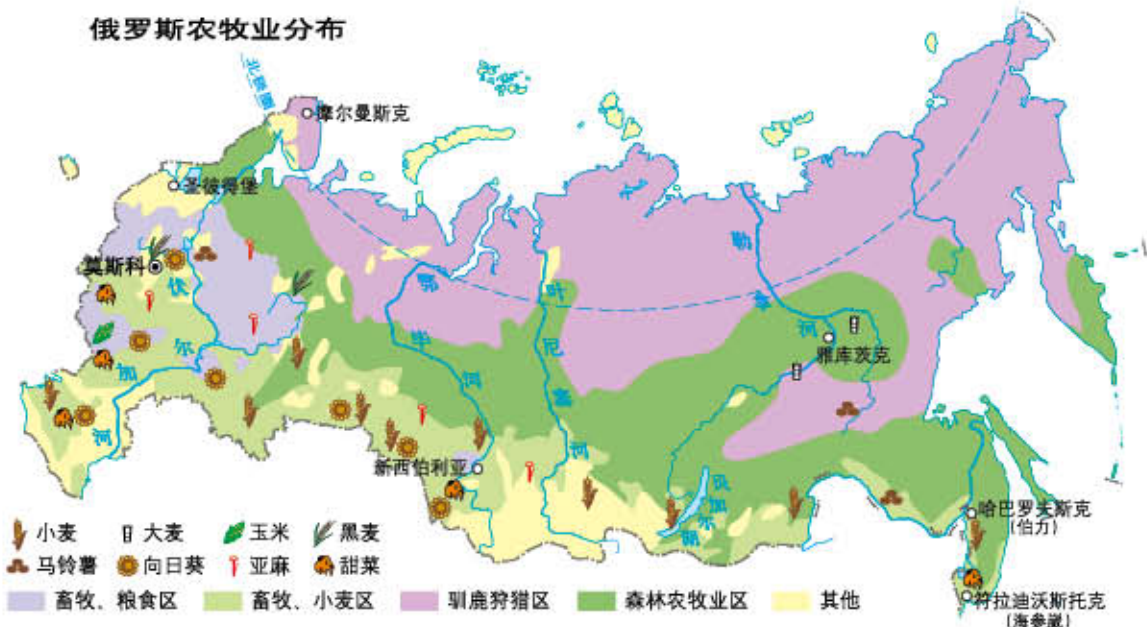 俄罗斯农牧业分布
北极圈
摩尔曼斯克
圣彼得堡
莫斯科
伏尔加河
鄂毕河
叶尼塞河
勒拿河
雅库茨克
新西伯利亚
贝加尔湖
哈巴罗夫斯克
(伯力)
符拉迪沃斯托克
(海参崴)
小麦 大麦 玉米 黑麦
马铃薯 向日葵 亚麻 甜菜
畜牧、粮食区 畜牧、小麦区 驯鹿狩猎区 森林农牧业区 其他